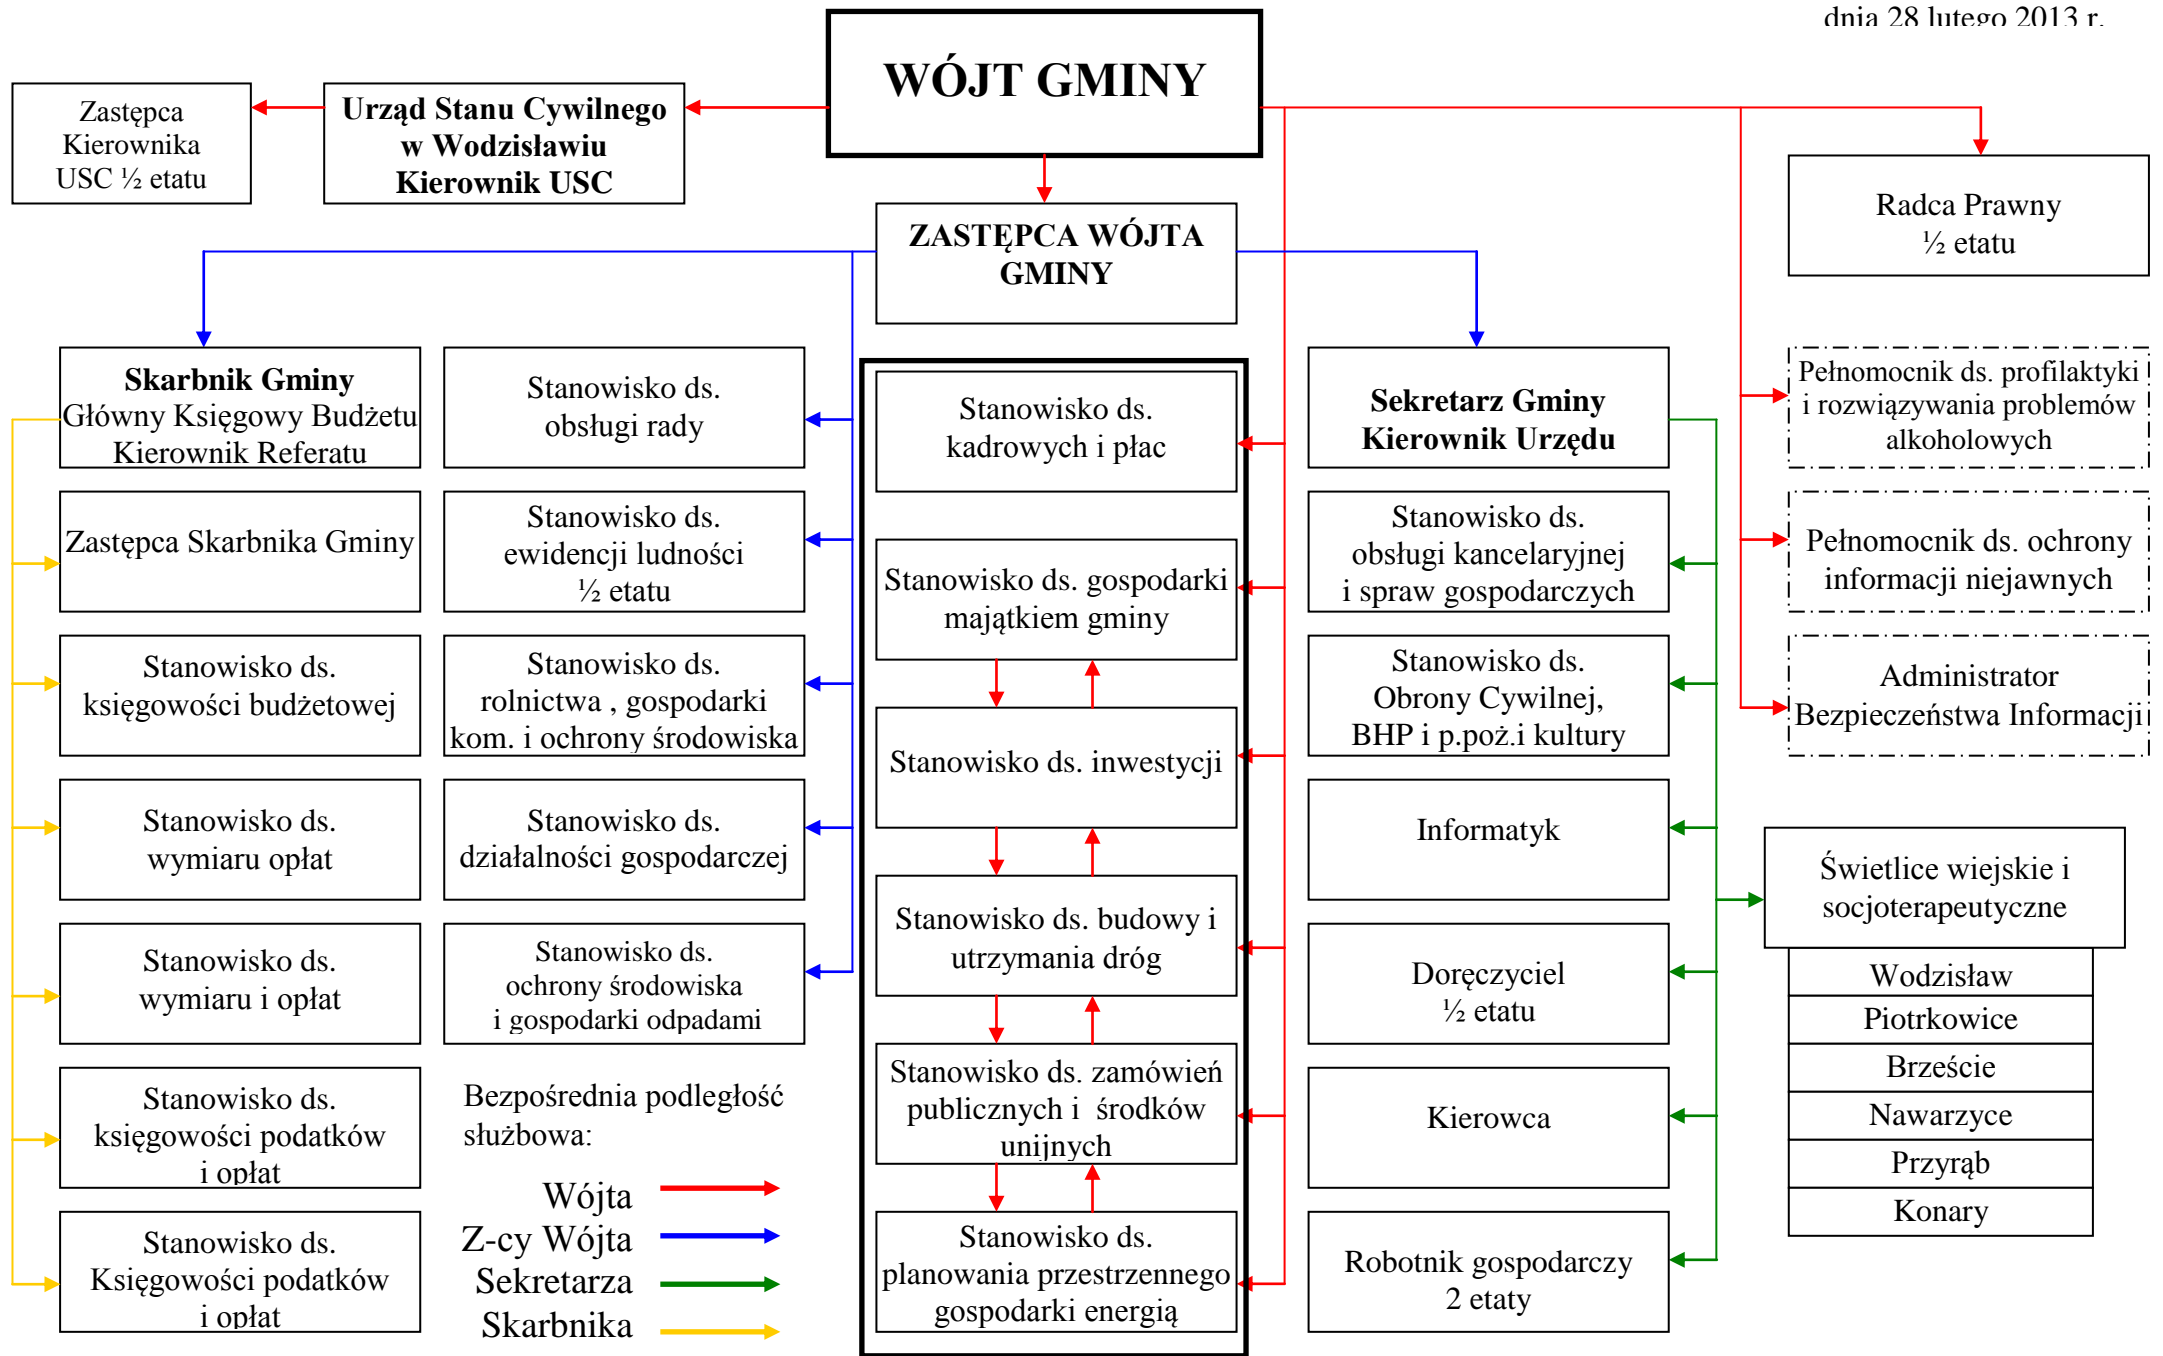 dnia 28 lutego 2013 r.
WÓJT GMINY
Zastępca
Kierownika
USC ½ etatu
Urząd Stanu Cywilnego
w Wodzisławiu
Kierownik USC
Radca Prawny
½ etatu
ZASTĘPCA WÓJTA
GMINY
Skarbnik Gminy
Główny Księgowy Budżetu
Kierownik Referatu
Zastępca Skarbnika Gminy
Stanowisko ds.
księgowości budżetowej
Stanowisko ds.
wymiaru opłat
Stanowisko ds.
wymiaru i opłat
Stanowisko ds.
księgowości podatków
i opłat
Stanowisko ds.
Księgowości podatków
i opłat
Stanowisko ds.
obsługi rady
Stanowisko ds.
ewidencji ludności
½ etatu
Stanowisko ds.
rolnictwa , gospodarki
kom. i ochrony środowiska
Stanowisko ds.
działalności gospodarczej
Stanowisko ds.
ochrony środowiska
i gospodarki odpadami
Bezpośrednia podległość
służbowa:
Wójta
Z-cy Wójta
Sekretarza
Skarbnika
Stanowisko ds.
kadrowych i płac
Stanowisko ds. gospodarki
majątkiem gminy
Stanowisko ds. inwestycji
Stanowisko ds. budowy i
utrzymania dróg
Stanowisko ds. zamówień
publicznych i środków
unijnych
Stanowisko ds.
planowania przestrzennego
gospodarki energią
Sekretarz Gminy
Kierownik Urzędu
Stanowisko ds.
obsługi kancelaryjnej
i spraw gospodarczych
Stanowisko ds.
Obrony Cywilnej,
BHP i p.poż.i kultury
Informatyk
Doręczyciel
½ etatu
Kierowca
Robotnik gospodarczy
2 etaty
Pełnomocnik ds. profilaktyki
i rozwiązywania problemów
alkoholowych
Pełnomocnik ds. ochrony
informacji niejawnych
Administrator
Bezpieczeństwa Informacji
Świetlice wiejskie i
socjoterapeutyczne
Wodzisław
Piotrkowice
Brzeście
Nawarzyce
Przyrąb
Konary